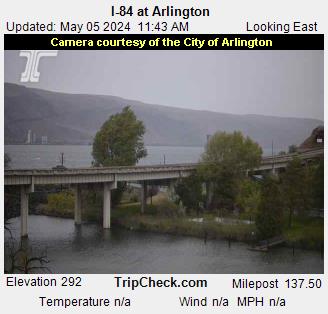 I-84 at Arlington
Updated: May 05 2024 11:43 AM Looking East
Camera courtesy of the City of Arlington
Elevation 292 TripCheck.com Milepost 137.50
Temperature n/a Wind n/a MPH n/a